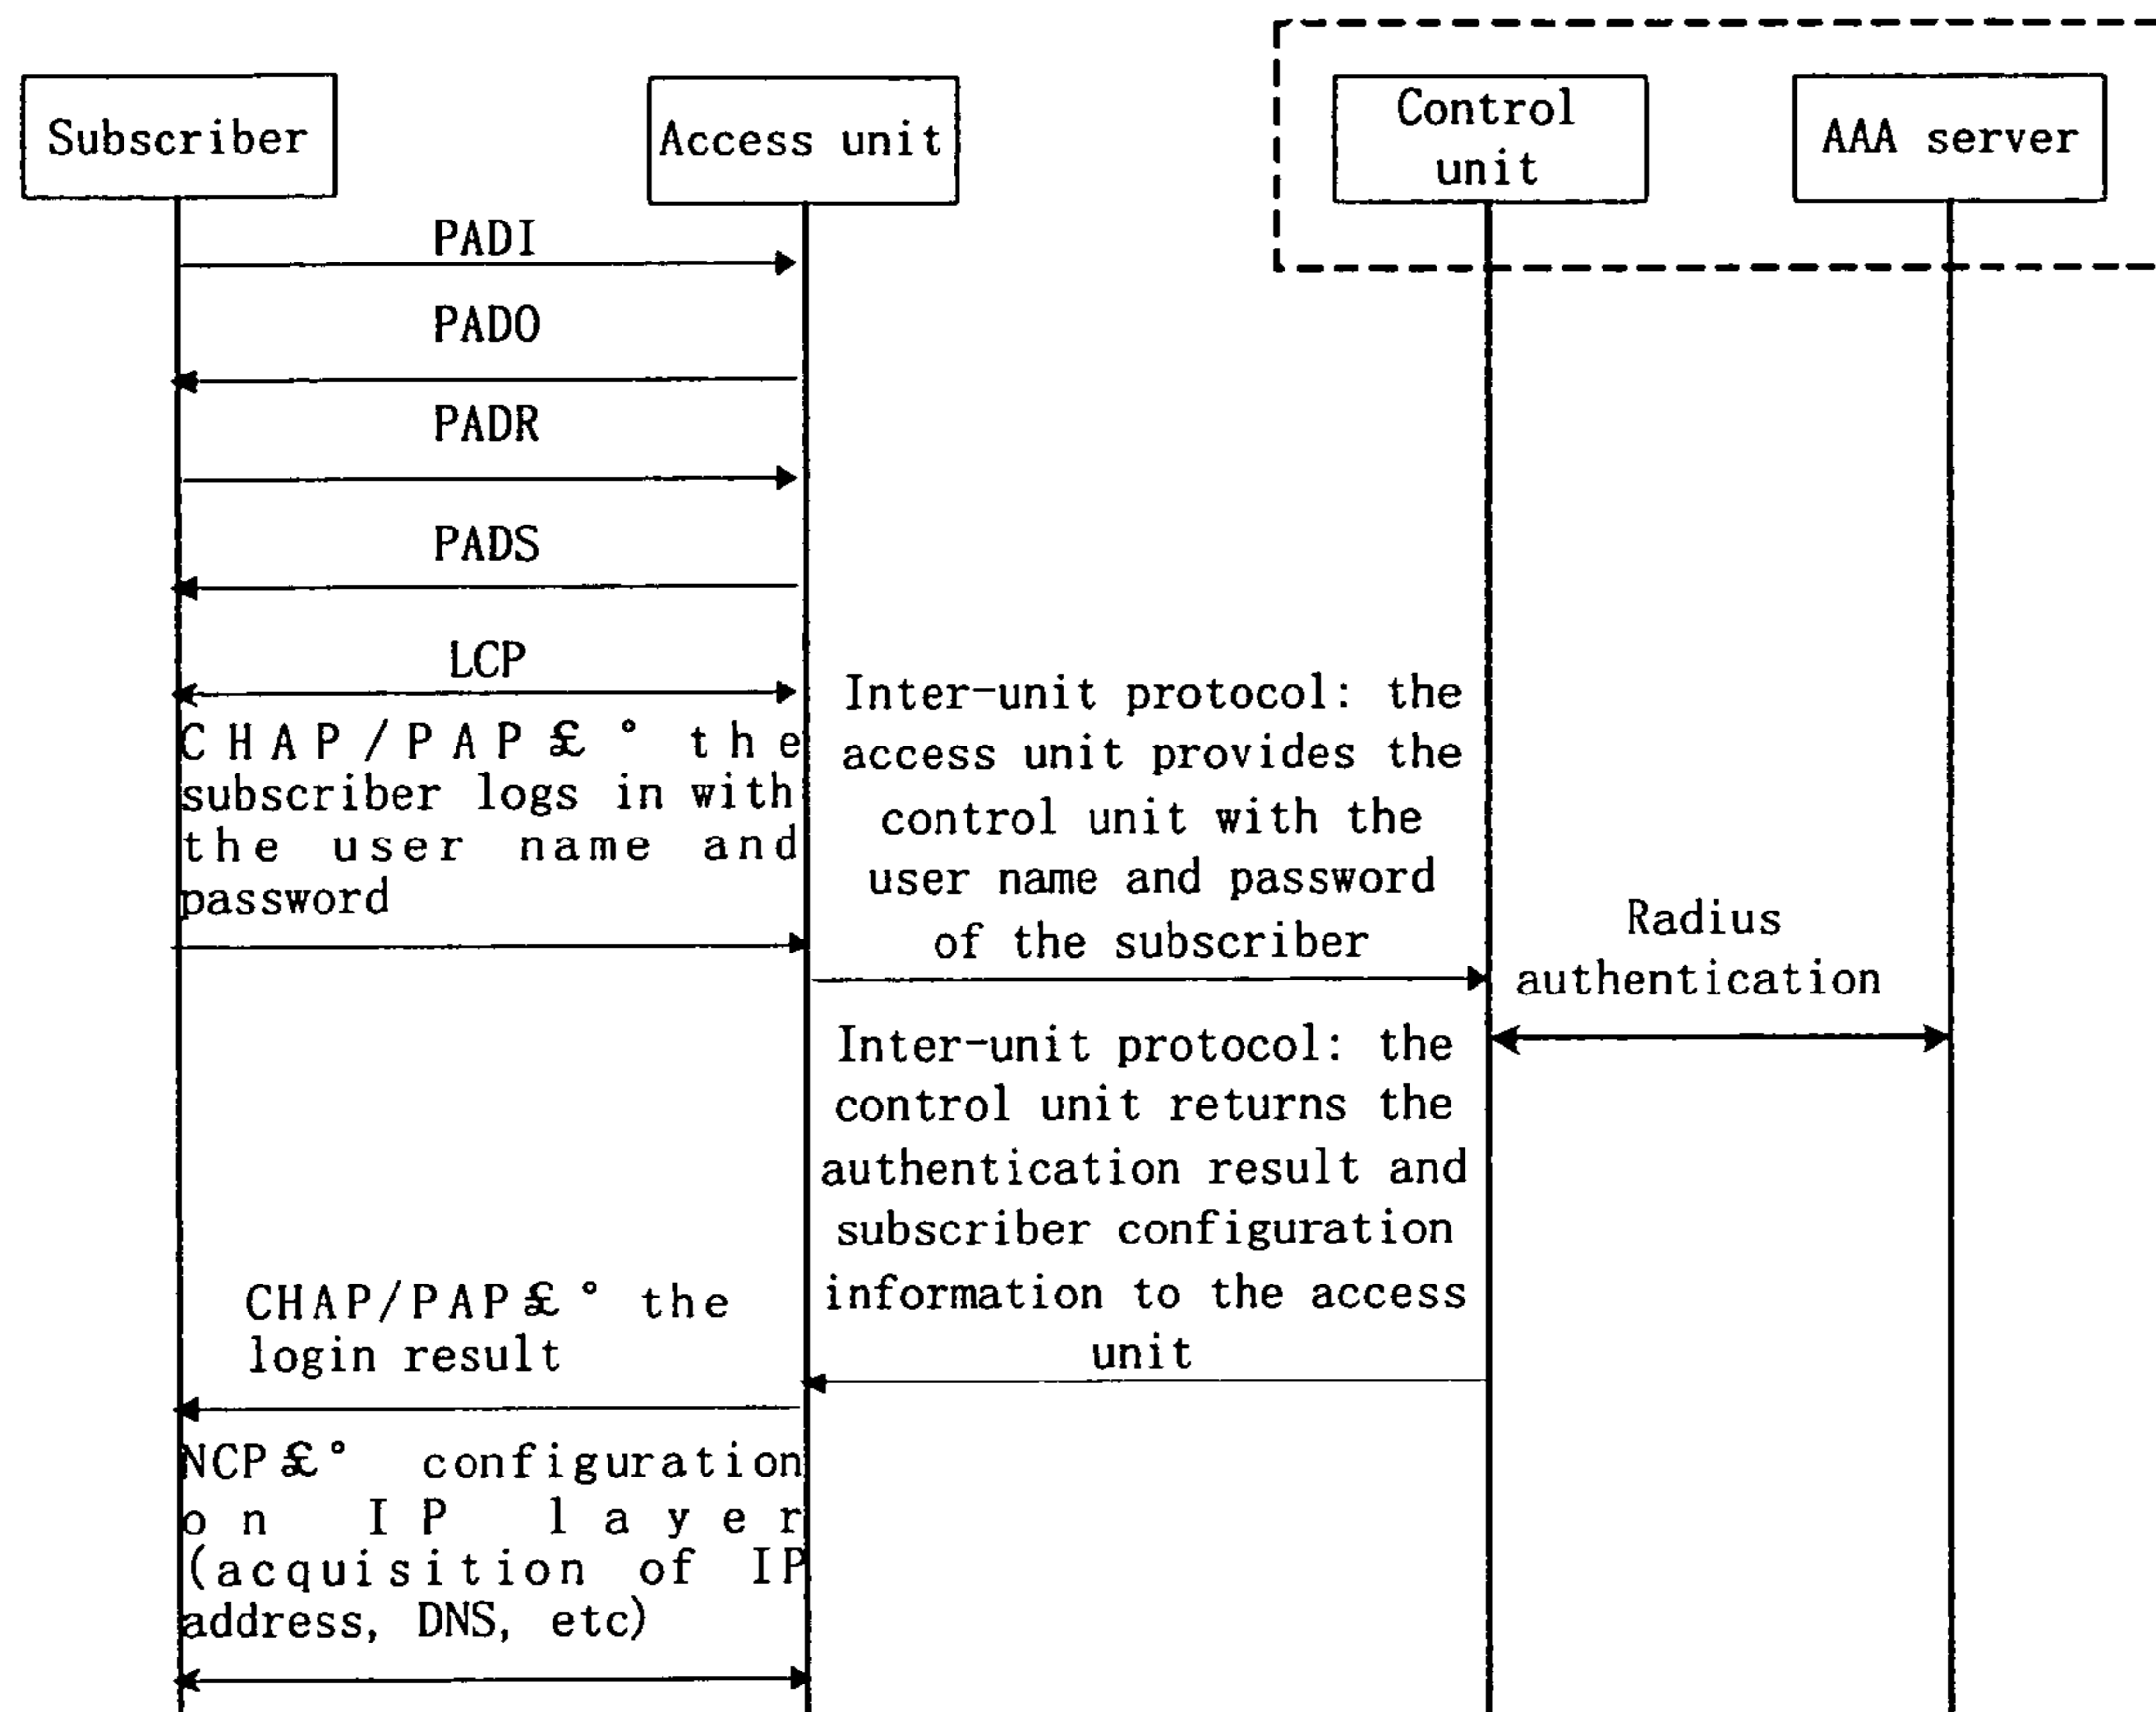 Subscriber
Access unit
Control
unit
AAA server
PADI
PADO
PADR
PADS
LCP
CHAP/PAP£° the
subscriber logs in with
the user name and
password
Inter-unit protocol: the
access unit provides the
control unit with the
user name and password
of the subscriber
Radius
authentication
Inter-unit protocol: the
control unit returns the
authentication result and
subscriber configuration
information to the access
unit
CHAP/PAP£° the
login result
NCP£° configuration
on IP layer
(acquisition of IP
address, DNS, etc)